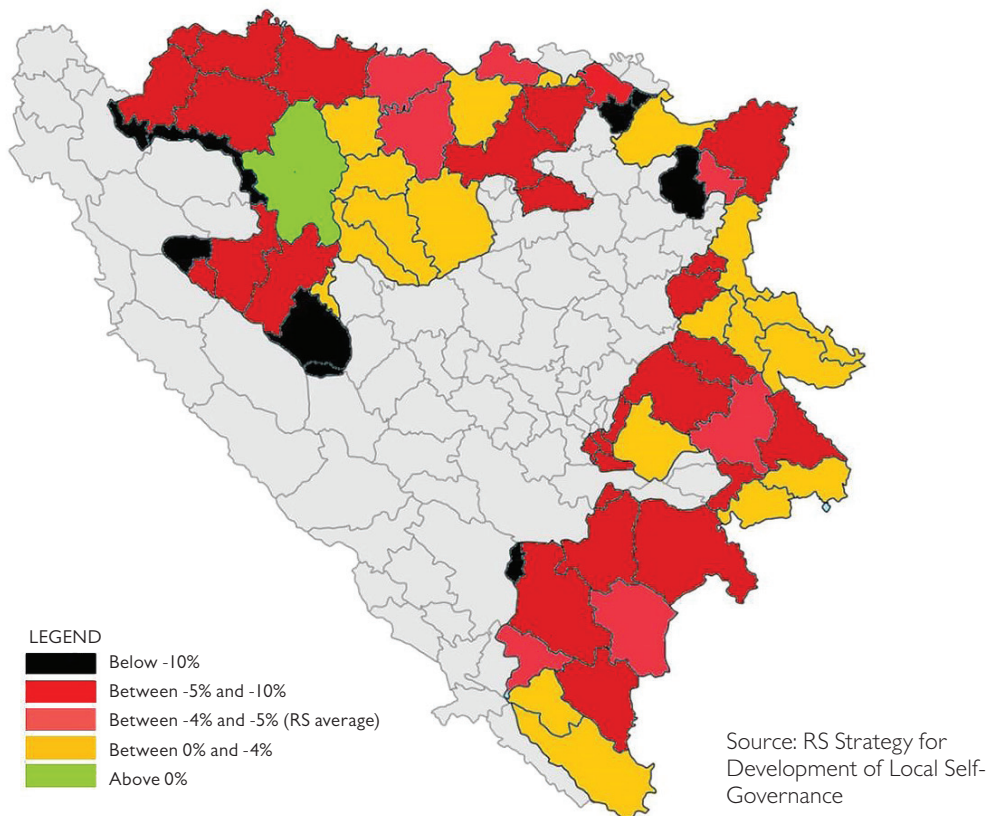 LEGEND
Below -10%
Between -5% and -10%
Between -4% and -5% (RS average)
Between 0% and -4%
Above 0%
Source: RS Strategy for
Development of Local Self-
Governance